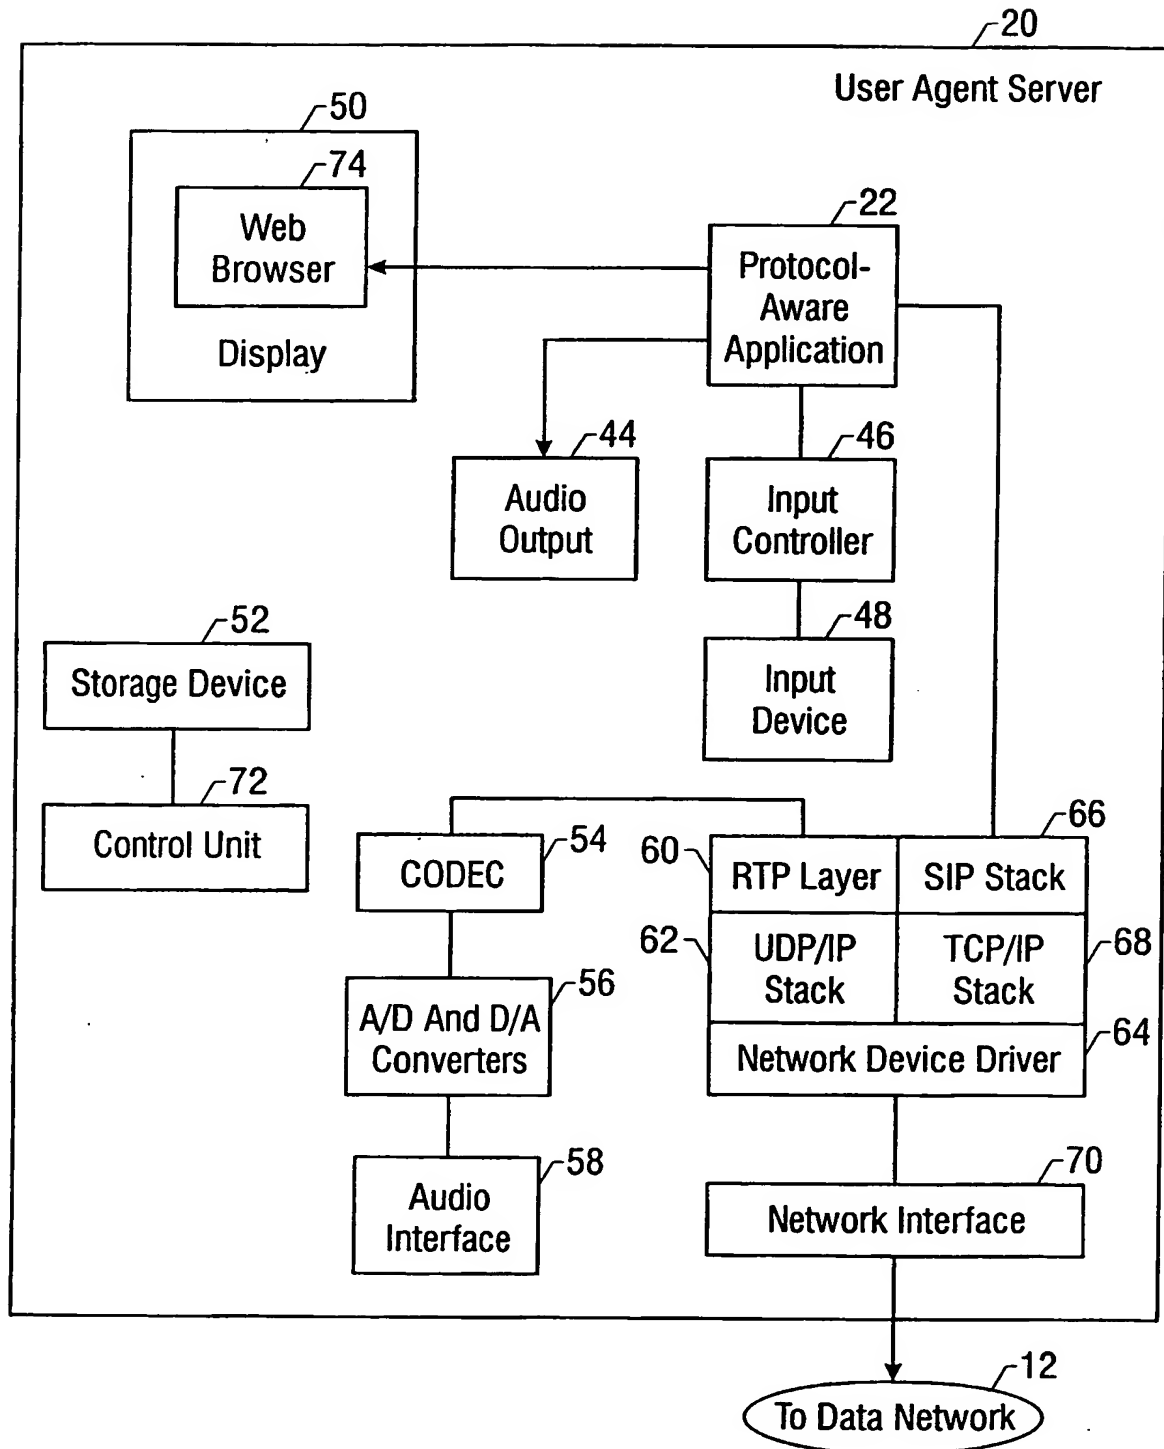 20
User Agent Server
50
74
Web
Browser
Display
22
Protocol-
Aware
Application
44
Audio
Output
46
Input
Controller
48
Input
Device
52
Storage Device
72
Control Unit
54
CODEC
56
A/D And D/A
Converters
58
Audio
Interface
66
60
RTP Layer
SIP Stack
62
UDP/IP
Stack
TCP/IP
Stack
68
Network Device Driver
64
70
Network Interface
12
To Data Network